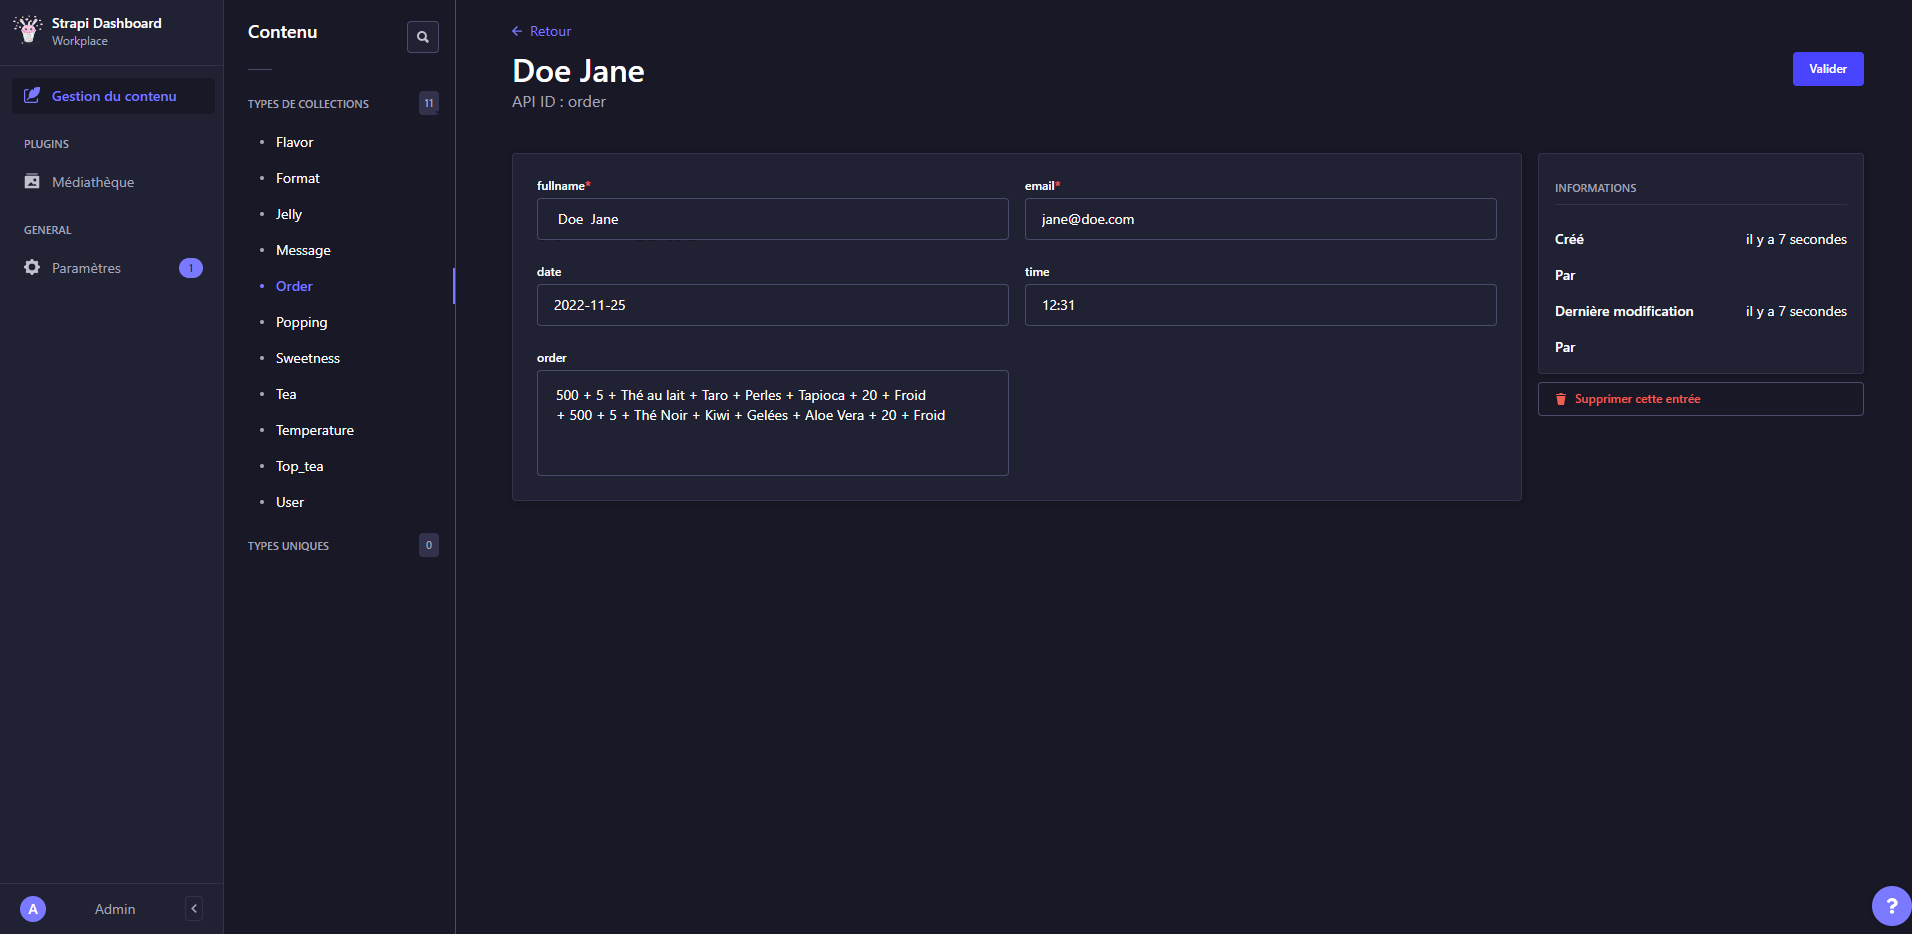 Strapi Dashboard
Workplace
Gestion du contenu
PLUGINS
Médiathèque
GENERAL
Paramètres 1
A Admin
Contenu
TYPES DE COLLECTIONS 11
Flavor
Format
Jelly
Message
Order
Popping
Sweetness
Tea
Temperature
Top_tea
User
TYPES UNIQUES 0
Retour
Doe Jane
API ID : order
Valider
fullname*
Doe Jane
email*
jane@doe.com
date
2022-11-25
time
12:31
order
500 + 5 + Thé au lait + Taro + Perles + Tapioca + 20 + Froid
+ 500 + 5 + Thé Noir + Kiwi + Gelées + Aloe Vera + 20 + Froid
INFORMATIONS
Créé il y a 7 secondes
Par
Dernière modification il y a 7 secondes
Par
Supprimer cette entrée
?